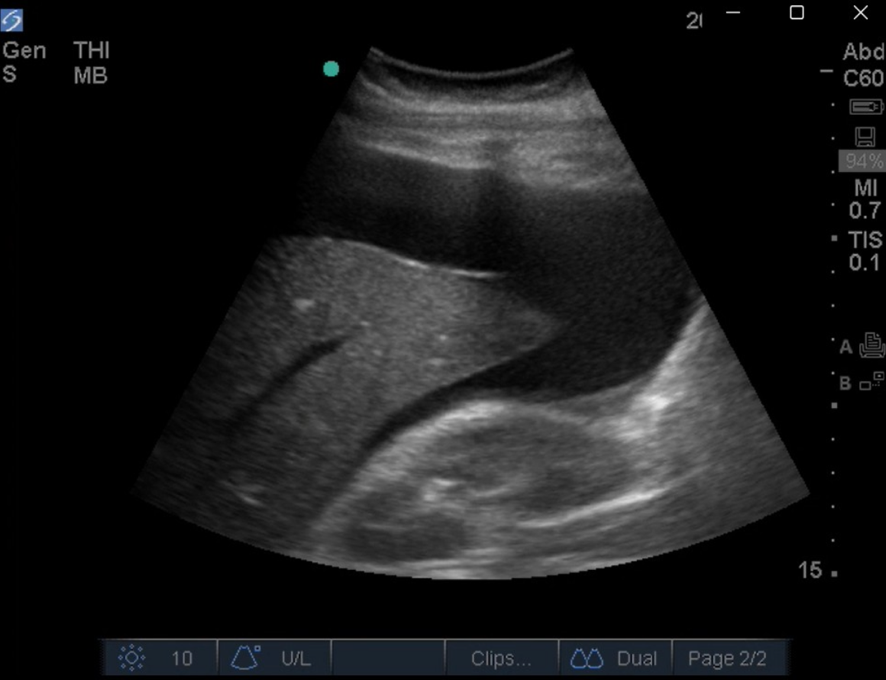 Gen THI
S MB
Abd
C60
94%
MI
0.7
TIS
0.1
A
B
15
10 U/L Clips... Dual Page 2/2